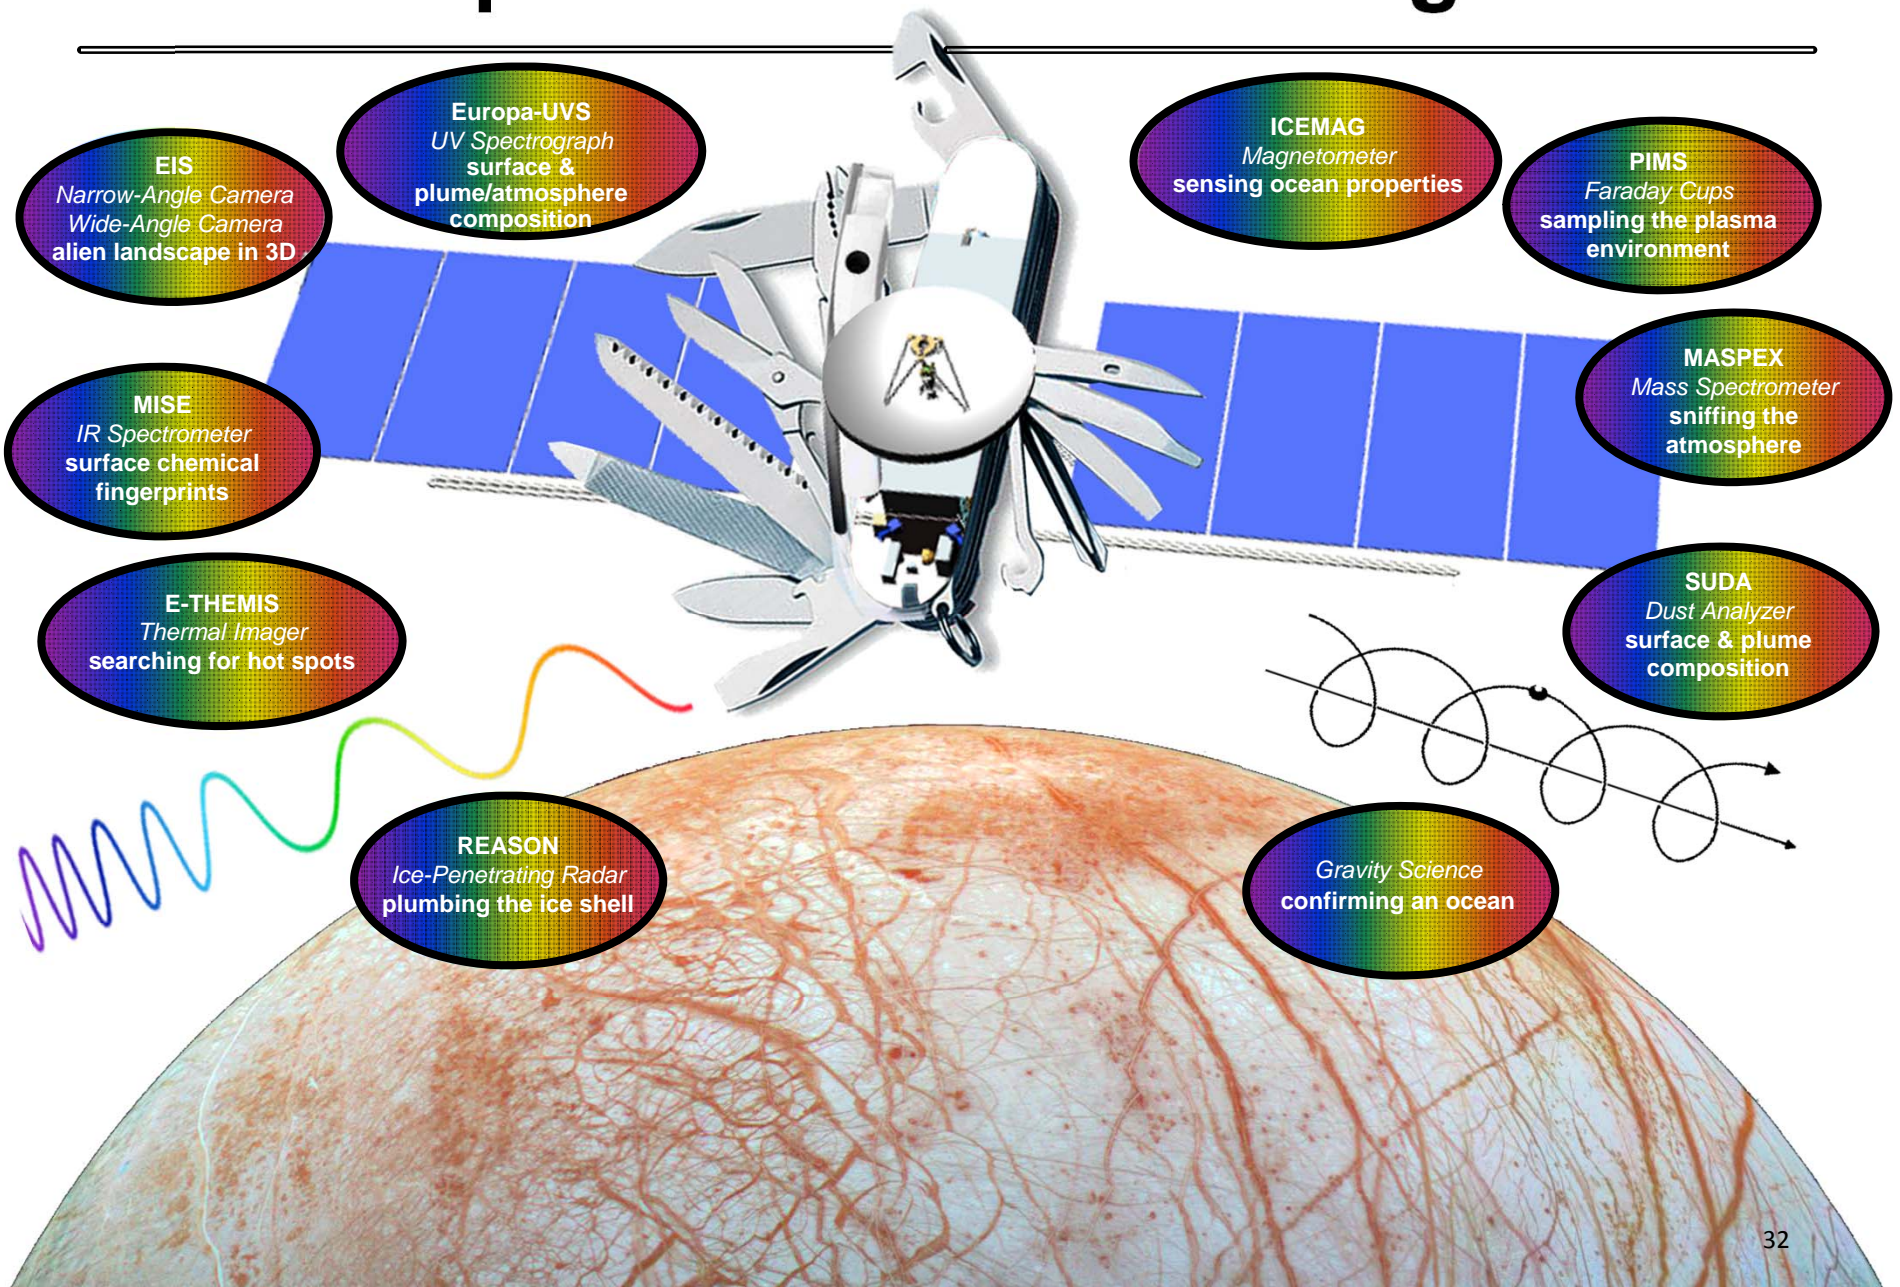 EIS
Narrow-Angle Camera
Wide-Angle Camera
alien landscape in 3D
Europa-UVS
UV Spectrograph
surface &
plume/atmosphere
composition
ICEMAG
Magnetometer
sensing ocean properties
PIMS
Faraday Cups
sampling the plasma
environment
MISE
IR Spectrometer
surface chemical
fingerprints
MASPEX
Mass Spectrometer
sniffing the
atmosphere
E-THEMIS
Thermal Imager
searching for hot spots
SUDA
Dust Analyzer
surface & plume
composition
REASON
Ice-Penetrating Radar
plumbing the ice shell
Gravity Science
confirming an ocean
32